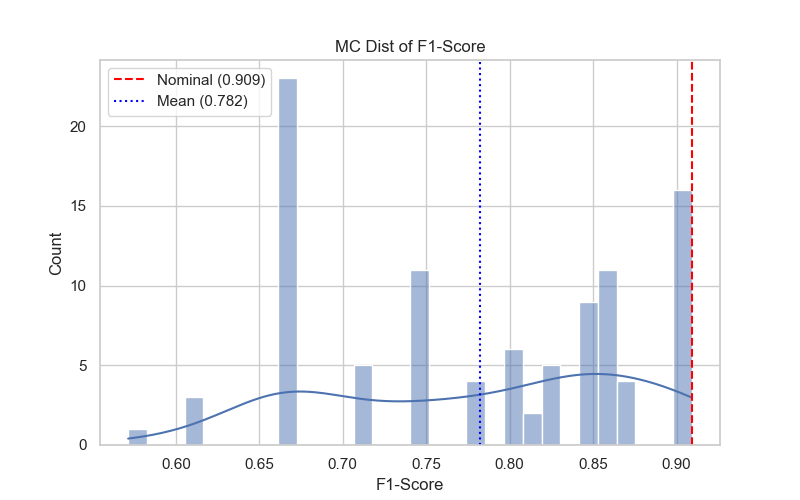 MC Dist of F1-Score
Nominal (0.909)
Mean (0.782)
Count
20
15
10
5
0
0.60 0.65 0.70 0.75 0.80 0.85 0.90
F1-Score